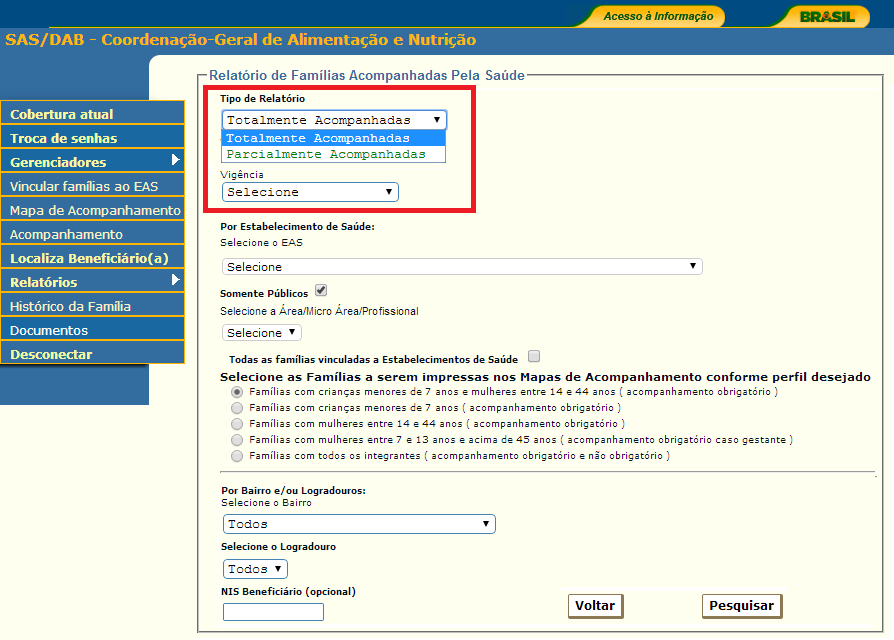 Acesso à Informação
BRASIL
SAS/DAB - Coordenação-Geral de Alimentação e Nutrição
Cobertura atual
Troca de senhas
Gerenciadores
Vincular famílias ao EAS
Mapa de Acompanhamento
Acompanhamento
Localiza Beneficiário(a)
Relatórios
Histórico da Família
Documentos
Desconectar
Relatório de Famílias Acompanhadas Pela Saúde
Tipo de Relatório
Totalmente Acompanhadas
Totalmente Acompanhadas
Parcialmente Acompanhadas
Vigência
Selecione
Por Estabelecimento de Saúde:
Selecione o EAS
Selecione
Somente Públicos
Selecione a Área/Micro Área/Profissional
Selecione
Todas as famílias vinculadas a Estabelecimentos de Saúde
Selecione as Famílias a serem impressas nos Mapas de Acompanhamento conforme perfil desejado
Famílias com crianças menores de 7 anos e mulheres entre 14 e 44 anos ( acompanhamento obrigatório )
Famílias com crianças menores de 7 anos ( acompanhamento obrigatório )
Famílias com mulheres entre 14 e 44 anos ( acompanhamento obrigatório )
Famílias com mulheres entre 7 e 13 anos e acima de 45 anos ( acompanhamento obrigatório caso gestante )
Famílias com todos os integrantes ( acompanhamento obrigatório e não obrigatório )
.
Por Bairro e/ou Logradouros:
Selecione o Bairro
Todos
Selecione o Logradouro
Todos
NIS Beneficiário (opcional)
Voltar
Pesquisar